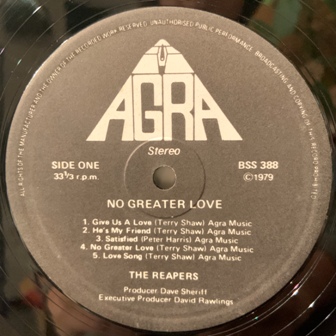 ALL RIGHTS OF THE MANUFACTURER AND THE OWNER OF THE RECORDED WORK RESERVED. UNAUTHORISED PUBLIC PERFORMANCE, BROADCASTING AND COPYING OF THIS RECORD PROHIBITED
AGRA
Stereo
SIDE ONE
33⅓ r.p.m.
BSS 388
©1979
NO GREATER LOVE
1. Give Us A Love (Terry Shaw) Agra Music
2. He's My Friend (Terry Shaw) Agra Music
3. Satisfied (Peter Harris) Agra Music
4. No Greater Love (Terry Shaw) Agra Music
5. Love Song (Terry Shaw) Agra Music
THE REAPERS
Producer Dave Sheriff
Executive Producer David Rawlings